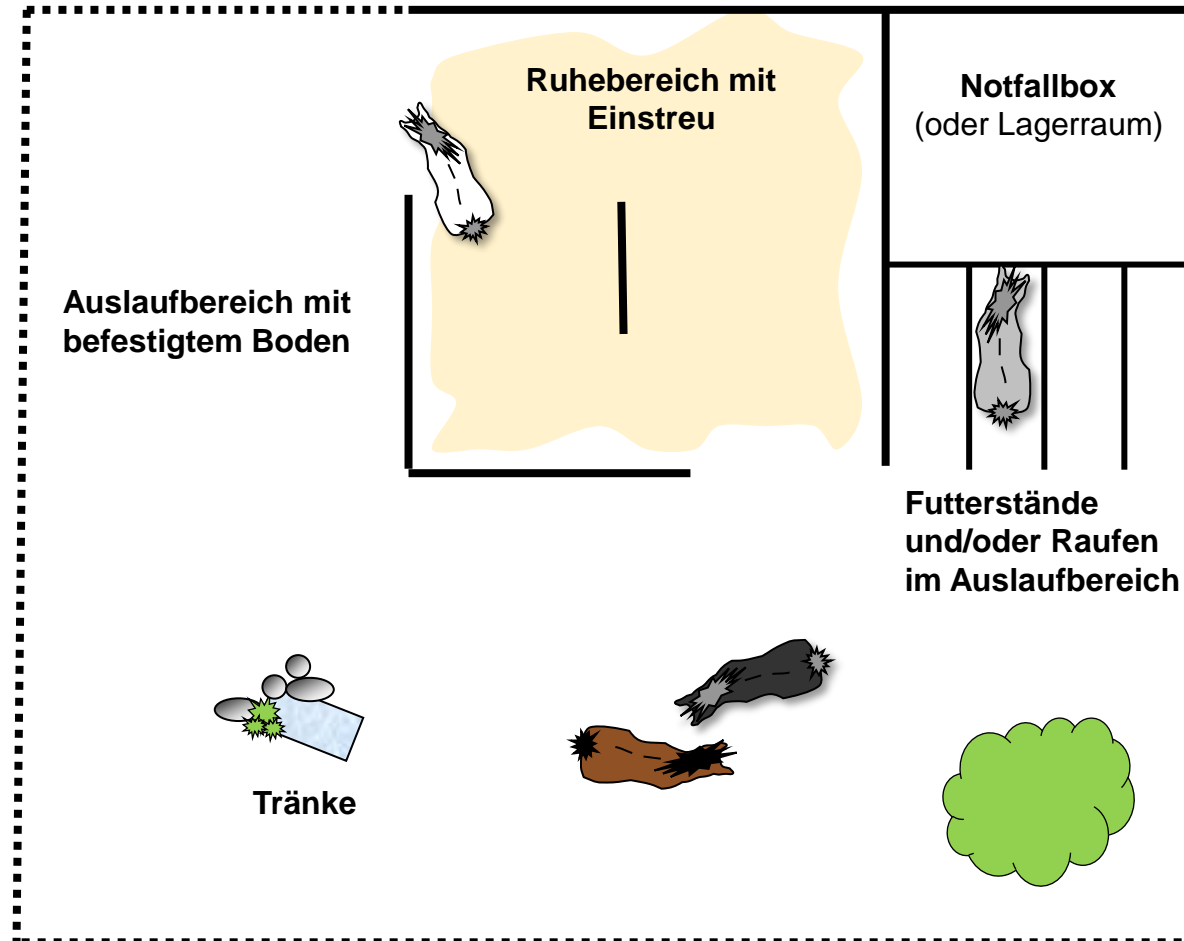 Ruhebereich mit
Einstreu
Notfallbox
(oder Lagerraum)
Auslaufbereich mit
befestigtem Boden
Futterstände
und/oder Raufen
im Auslaufbereich
Tränke